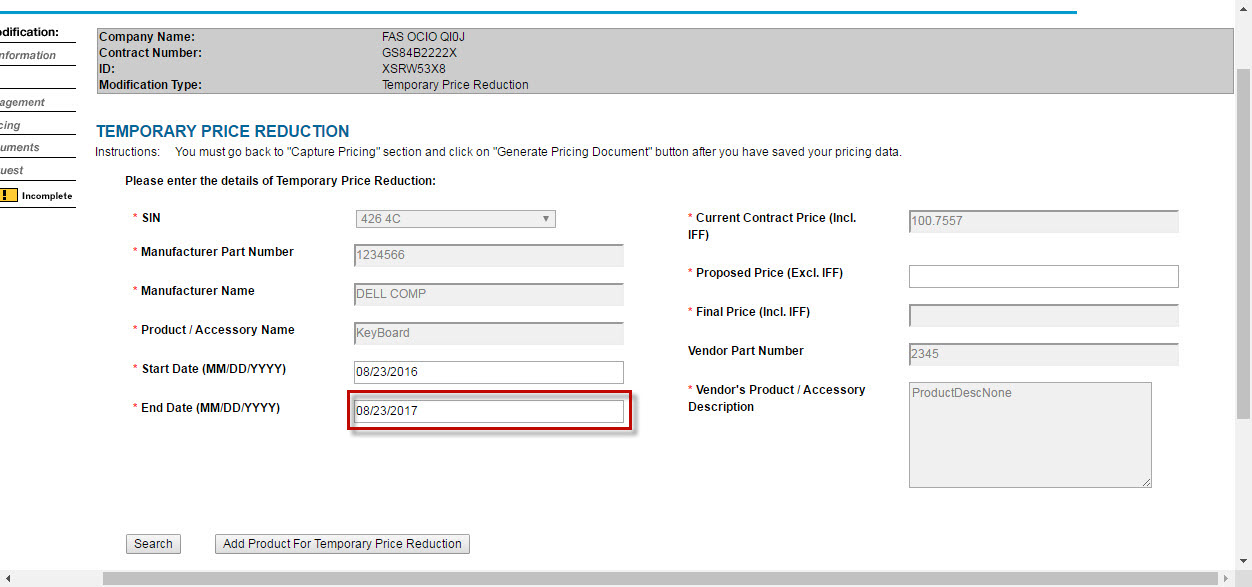 odification:
nformation
agement
cing
uments
uest
! Incomplete
Company Name: FAS OCIO QI0J
Contract Number: GS84B2222X
ID: XSRW53X8
Modification Type: Temporary Price Reduction
TEMPORARY PRICE REDUCTION
Instructions: You must go back to "Capture Pricing" section and click on "Generate Pricing Document" button after you have saved your pricing data.
Please enter the details of Temporary Price Reduction:
* SIN 426 4C
* Manufacturer Part Number 1234566
* Manufacturer Name DELL COMP
* Product / Accessory Name KeyBoard
* Start Date (MM/DD/YYYY) 08/23/2016
* End Date (MM/DD/YYYY) 08/23/2017
* Current Contract Price (Incl. 100.7557
IFF)
* Proposed Price (Excl. IFF)
* Final Price (Incl. IFF)
Vendor Part Number 2345
* Vendor's Product / Accessory ProductDescNone
Description
Search Add Product For Temporary Price Reduction